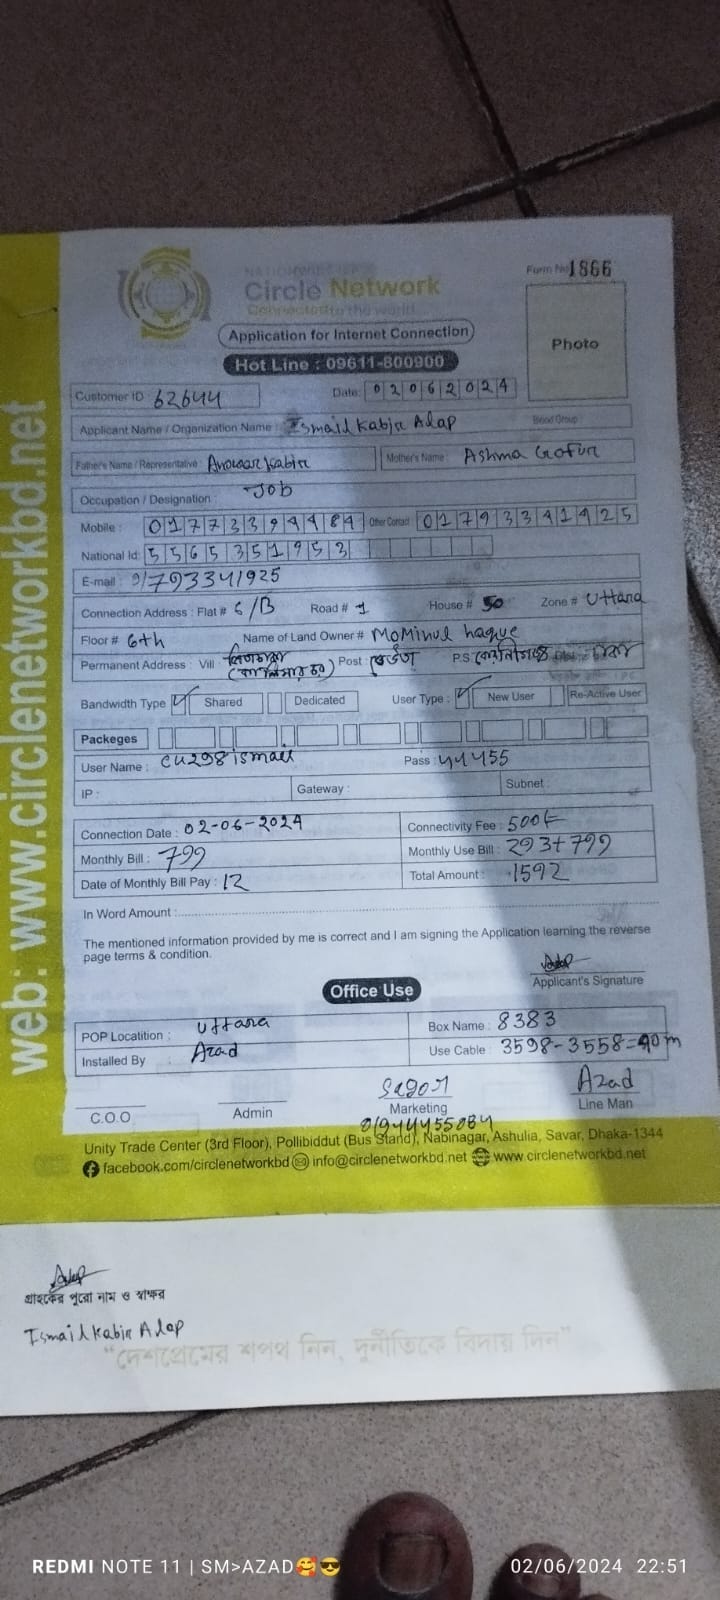 web: www.circlenetworkbd.net
Form No 1866
Circle Network
Connected to the world
Application for Internet Connection
Hot Line : 09611-800900
Photo
Customer ID : 62644 Date: 02062024
Applicant Name / Organization Name : Ismail Kabir Alap Blood Group :
Father's Name / Representative : Anowar kabir Mother's Name : Ashma Gofur
Occupation / Designation : Job
Mobile : 01773394484 Other Contact 01793341925
National Id: 5565351953
E-mail : 01793341925
Connection Address : Flat # 6/B Road # 1 House # 50 Zone # Uttara
Floor # 6th Name of Land Owner # MoMinul haque
Permanent Address : Vill : Post : P.S
Bandwidth Type Shared Dedicated User Type : New User Re-Active User
Packeges
User Name : cu298ismail Pass : 44455
IP : Gateway : Subnet :
Connection Date : 02-06-2024 Connectivity Fee : 500/-
Monthly Bill : 799 Monthly Use Bill : 293+799
Date of Monthly Bill Pay : 12 Total Amount : 1592
In Word Amount :
The mentioned information provided by me is correct and I am signing the Application learning the reverse
page terms & condition.
Applicant's Signature
Office Use
POP Locatition : Uttara Box Name : 8383
Installed By Azad Use Cable : 3598-3558=40m
Sagor Azad
C.O.O Admin Marketing Line Man
01944455084
Unity Trade Center (3rd Floor), Pollibiddut (Bus Stand), Nabinagar, Ashulia, Savar, Dhaka-1344
facebook.com/circlenetworkbd info@circlenetworkbd.net www.circlenetworkbd.net
গ্রাহকের পুরো নাম ও স্বাক্ষর
Ismail Kabir Alap
"দেশপ্রেমের শপথ নিন, দুর্নীতিকে বিদায় দিন"
REDMI NOTE 11 | SM>AZAD🥰😎 02/06/2024 22:51